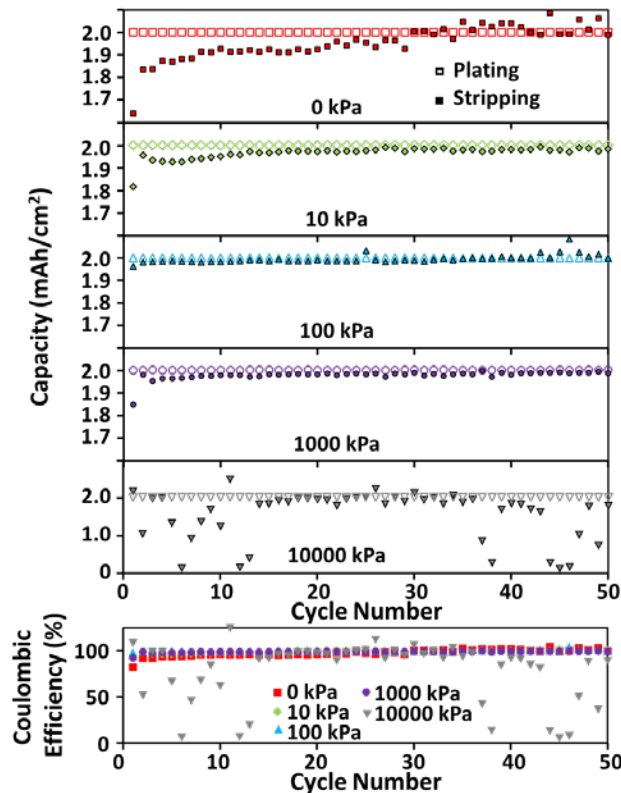 Capacity (mAh/cm²)
2.0
1.9
1.8
1.7
Plating
Stripping
0 kPa
2.0
1.9
1.8
1.7
10 kPa
2.0
1.9
1.8
1.7
100 kPa
2.0
1.9
1.8
1.7
1000 kPa
2.0
1.0
0
10000 kPa
0 10 20 30 40 50
Cycle Number
Coulombic
Efficiency (%)
100
50
0
0 kPa
10 kPa
100 kPa
1000 kPa
10000 kPa
0 10 20 30 40 50
Cycle Number